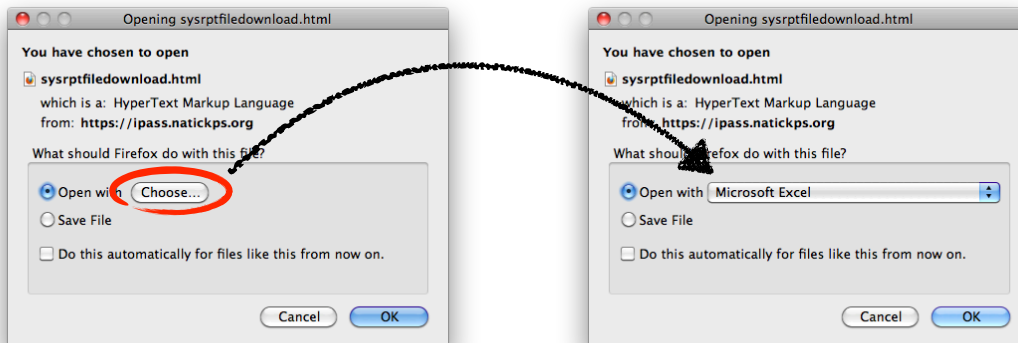 Opening sysrptfiledownload.html
You have chosen to open
sysrptfiledownload.html
which is a: HyperText Markup Language
from: https://ipass.natickps.org
What should Firefox do with this file?
Open with Choose...
Save File
Do this automatically for files like this from now on.
Cancel OK
Opening sysrptfiledownload.html
You have chosen to open
sysrptfiledownload.html
which is a: HyperText Markup Language
from: https://ipass.natickps.org
What should Firefox do with this file?
Open with Microsoft Excel
Save File
Do this automatically for files like this from now on.
Cancel OK